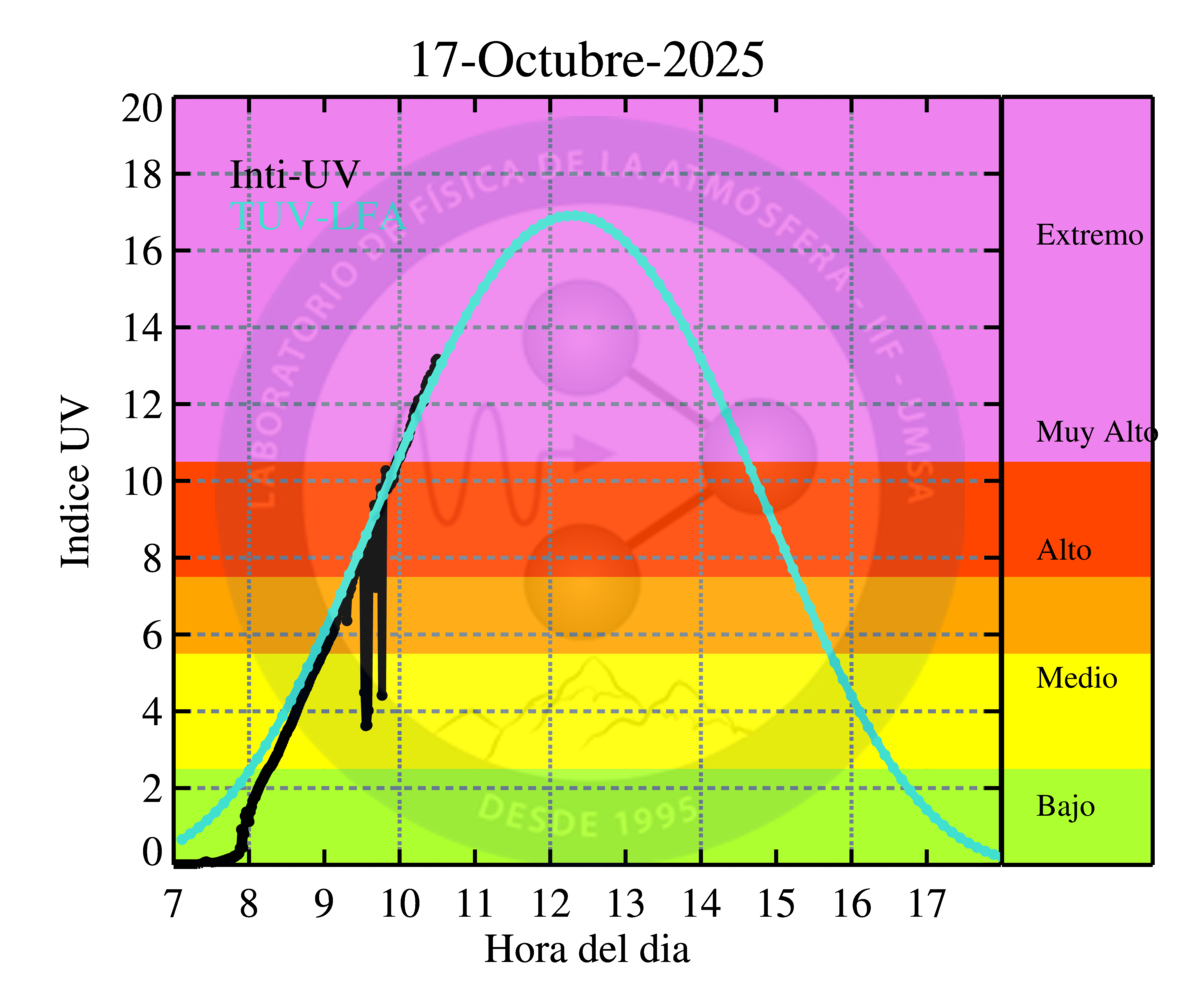 17-Octubre-2025
20
18
16
14
12
10
8
6
4
2
0
Indice UV
Inti-UV
TUV-LFA
LABORATORIO DE FÍSICA DE LA ATMÓSFERA - IIF - UMSA
DESDE 1995
Extremo
Muy Alto
Alto
Medio
Bajo
7 8 9 10 11 12 13 14 15 16 17
Hora del dia